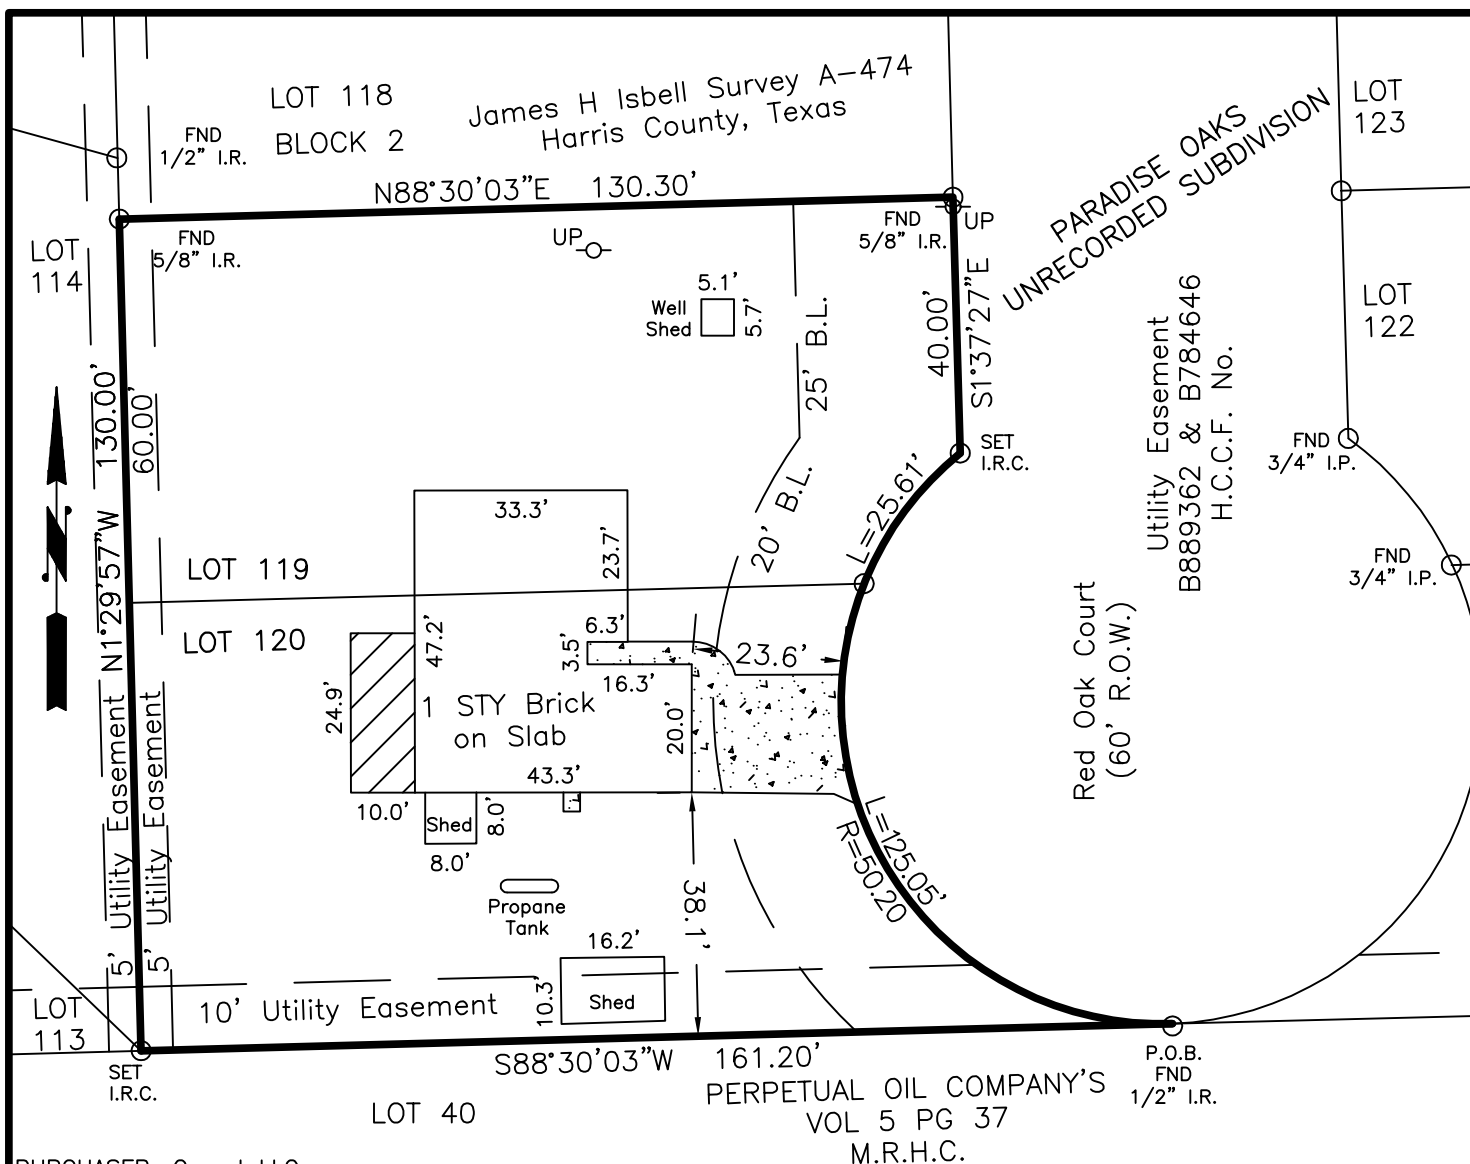 LOT 118
BLOCK 2
James H Isbell Survey A-474
Harris County, Texas
FND
1/2" I.R.
N88°30'03"E 130.30'
PARADISE OAKS
UNRECORDED SUBDIVISION
LOT
123
LOT
114
FND
5/8" I.R.
UP
FND
5/8" I.R.
UP
5.1'
Well
Shed
5.7'
25' B.L.
40.00'
S1°37'27"E
LOT
122
Utility Easement
B889362 & B784646
H.C.C.F. No.
130.00'
60.00'
SET
I.R.C.
FND
3/4" I.P.
FND
3/4" I.P.
20' B.L.
L=25.61'
33.3'
23.7'
N1°29'57"W
LOT 119
LOT 120
47.2'
6.3'
3.5'
16.3'
23.6'
24.9'
1 STY Brick
on Slab
20.0'
43.3'
Red Oak Court
(60' R.O.W.)
10.0'
Shed
8.0'
8.0'
L=125.05'
R=50.20
38.1'
Propane
Tank
5' Utility Easement
5' Utility Easement
16.2'
10.3'
Shed
10' Utility Easement
LOT
113
SET
I.R.C.
S88°30'03"W 161.20'
P.O.B.
FND
1/2" I.R.
LOT 40
PERPETUAL OIL COMPANY'S
VOL 5 PG 37
M.R.H.C.